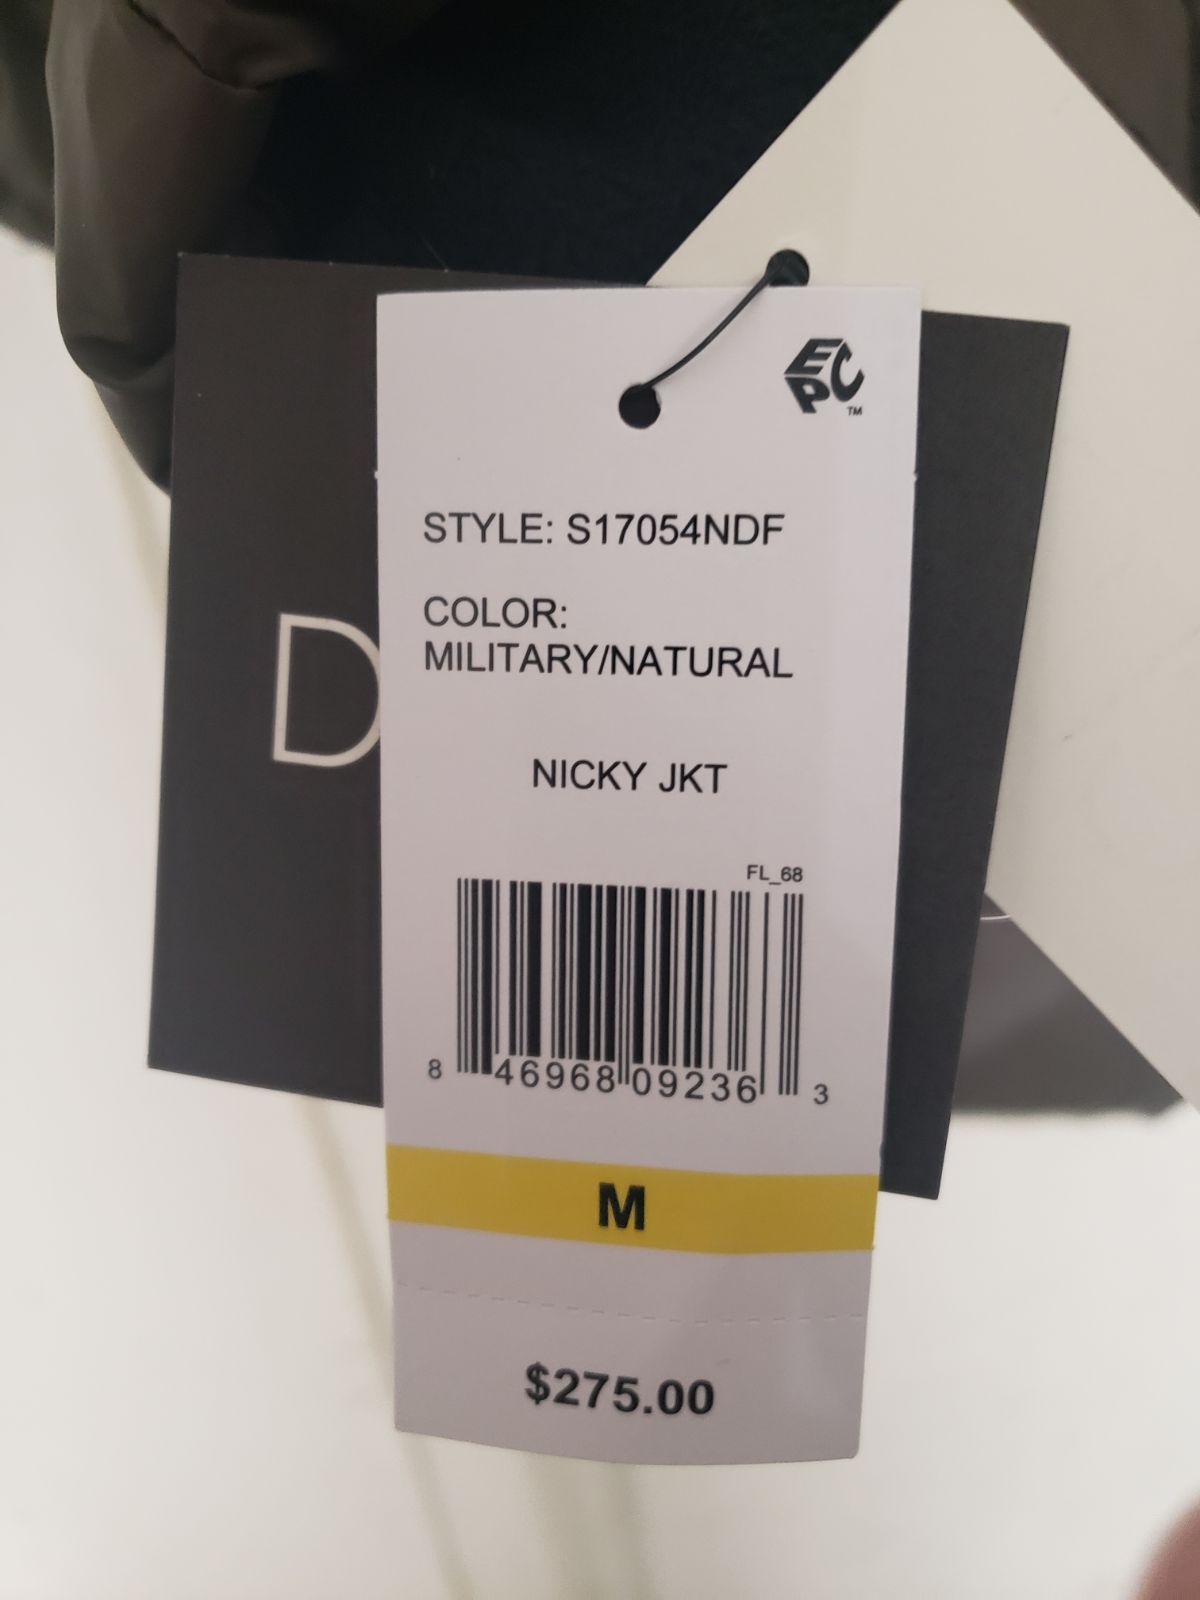 EPC
TM
STYLE: S17054NDF
COLOR:
MILITARY/NATURAL
D
NICKY JKT
FL_68
8 46968 09236 3
M
$275.00